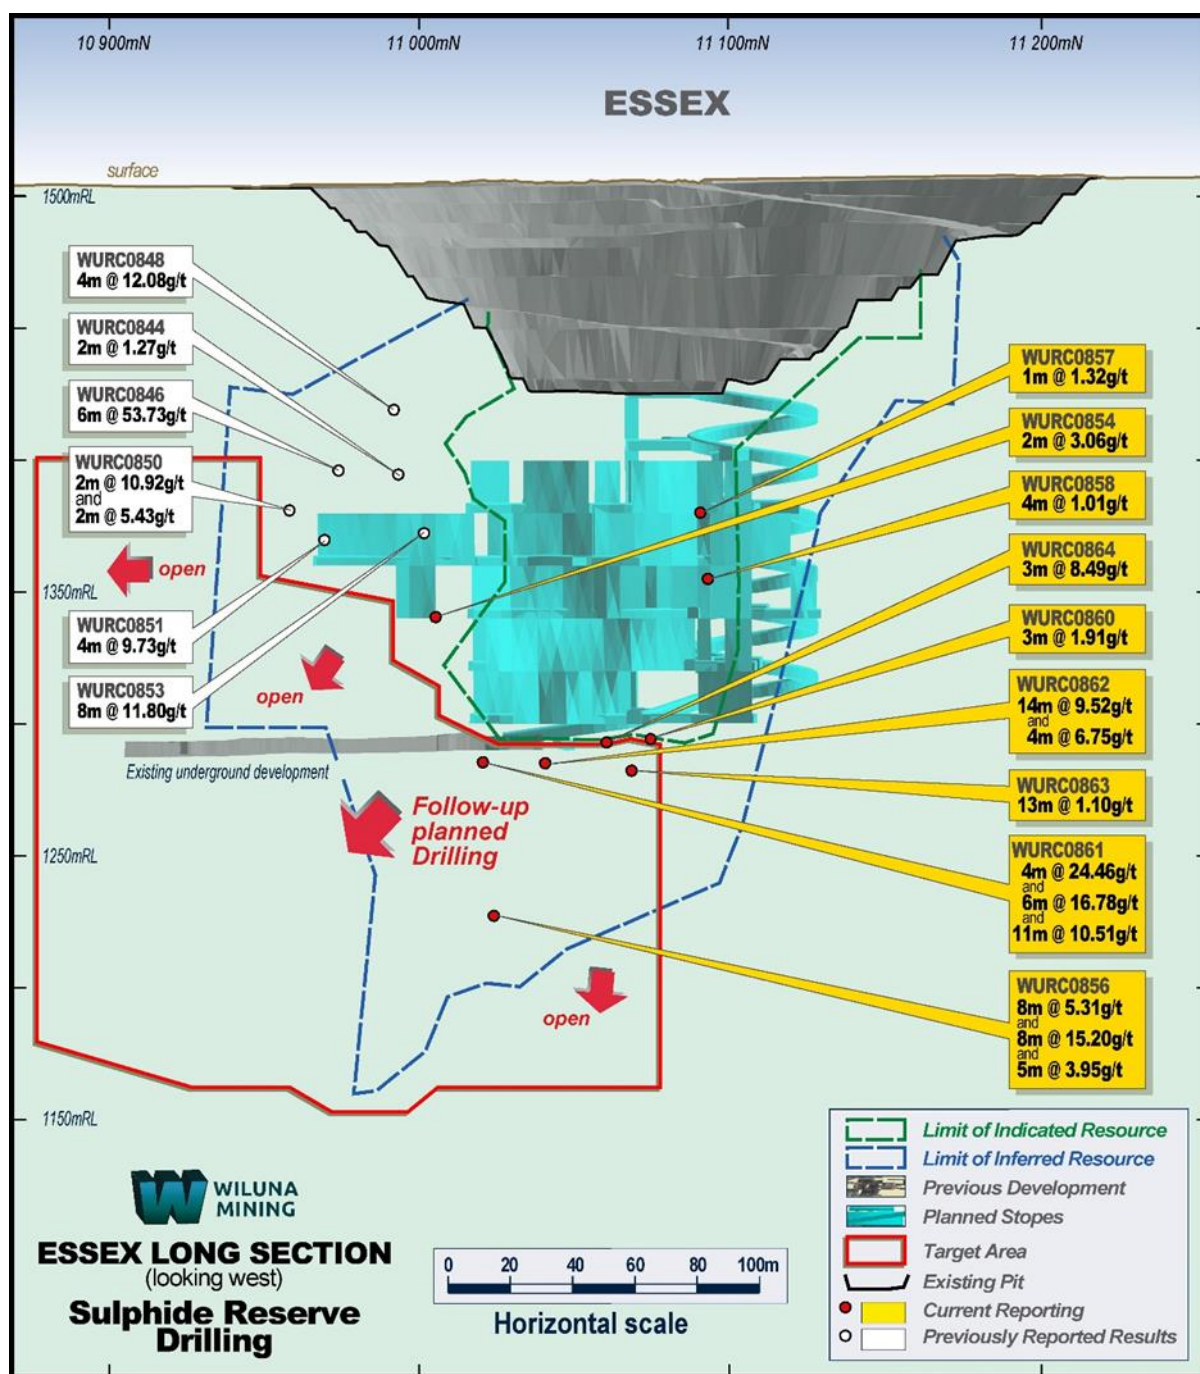 10 900mN
11 000mN
11 100mN
11 200mN
ESSEX
surface
1500mRL
WURC0848
4m @ 12.08g/t
WURC0844
2m @ 1.27g/t
WURC0846
6m @ 53.73g/t
WURC0850
2m @ 10.92g/t
and
2m @ 5.43g/t
open
1350mRL
WURC0851
4m @ 9.73g/t
WURC0853
8m @ 11.80g/t
open
Existing underground development
Follow-up
planned
Drilling
1250mRL
open
1150mRL
WURC0857
1m @ 1.32g/t
WURC0854
2m @ 3.06g/t
WURC0858
4m @ 1.01g/t
WURC0864
3m @ 8.49g/t
WURC0860
3m @ 1.91g/t
WURC0862
14m @ 9.52g/t
and
4m @ 6.75g/t
WURC0863
13m @ 1.10g/t
WURC0861
4m @ 24.46g/t
and
6m @ 16.78g/t
and
11m @ 10.51g/t
WURC0856
8m @ 5.31g/t
and
8m @ 15.20g/t
and
5m @ 3.95g/t
WILUNA
MINING
ESSEX LONG SECTION
(looking west)
Sulphide Reserve
Drilling
0 20 40 60 80 100m
Horizontal scale
Limit of Indicated Resource
Limit of Inferred Resource
Previous Development
Planned Stopes
Target Area
Existing Pit
Current Reporting
Previously Reported Results